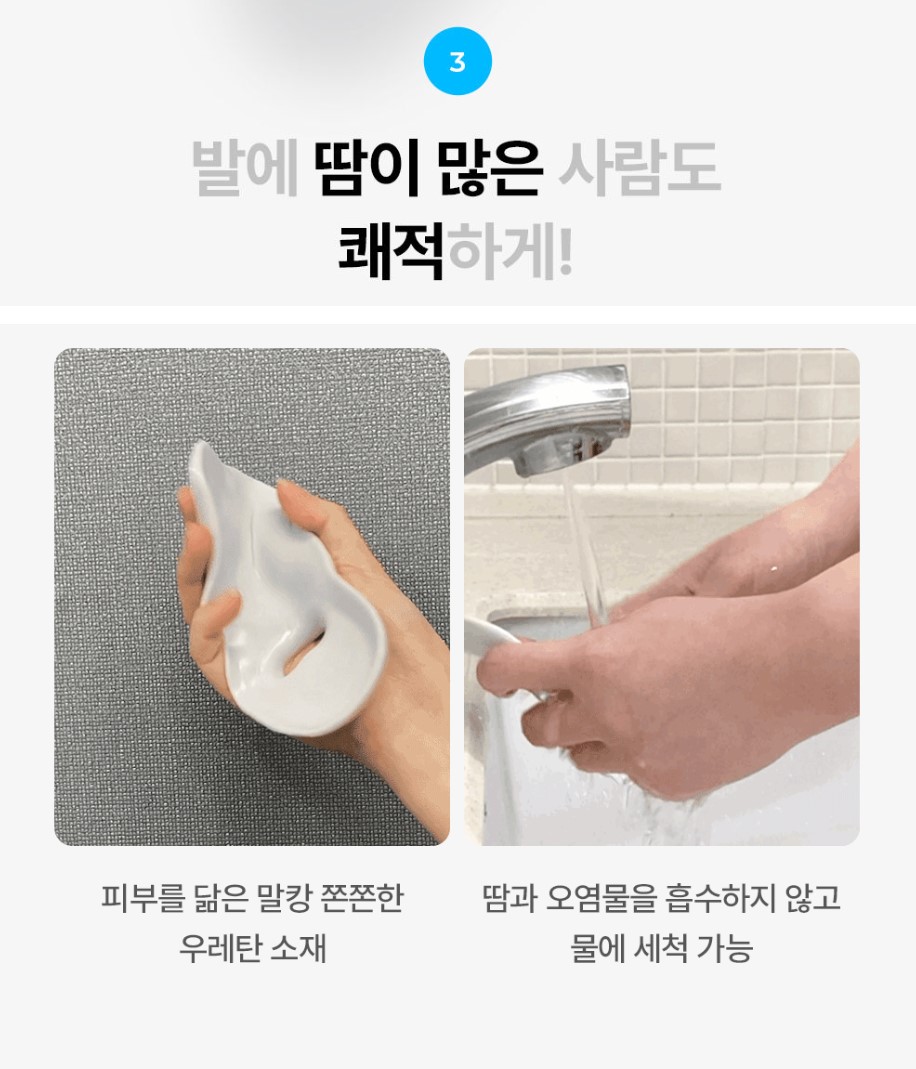 3
발에 땀이 많은 사람도
쾌적하게!
피부를 닮은 말캉 쫀쫀한
우레탄 소재
땀과 오염물을 흡수하지 않고
물에 세척 가능